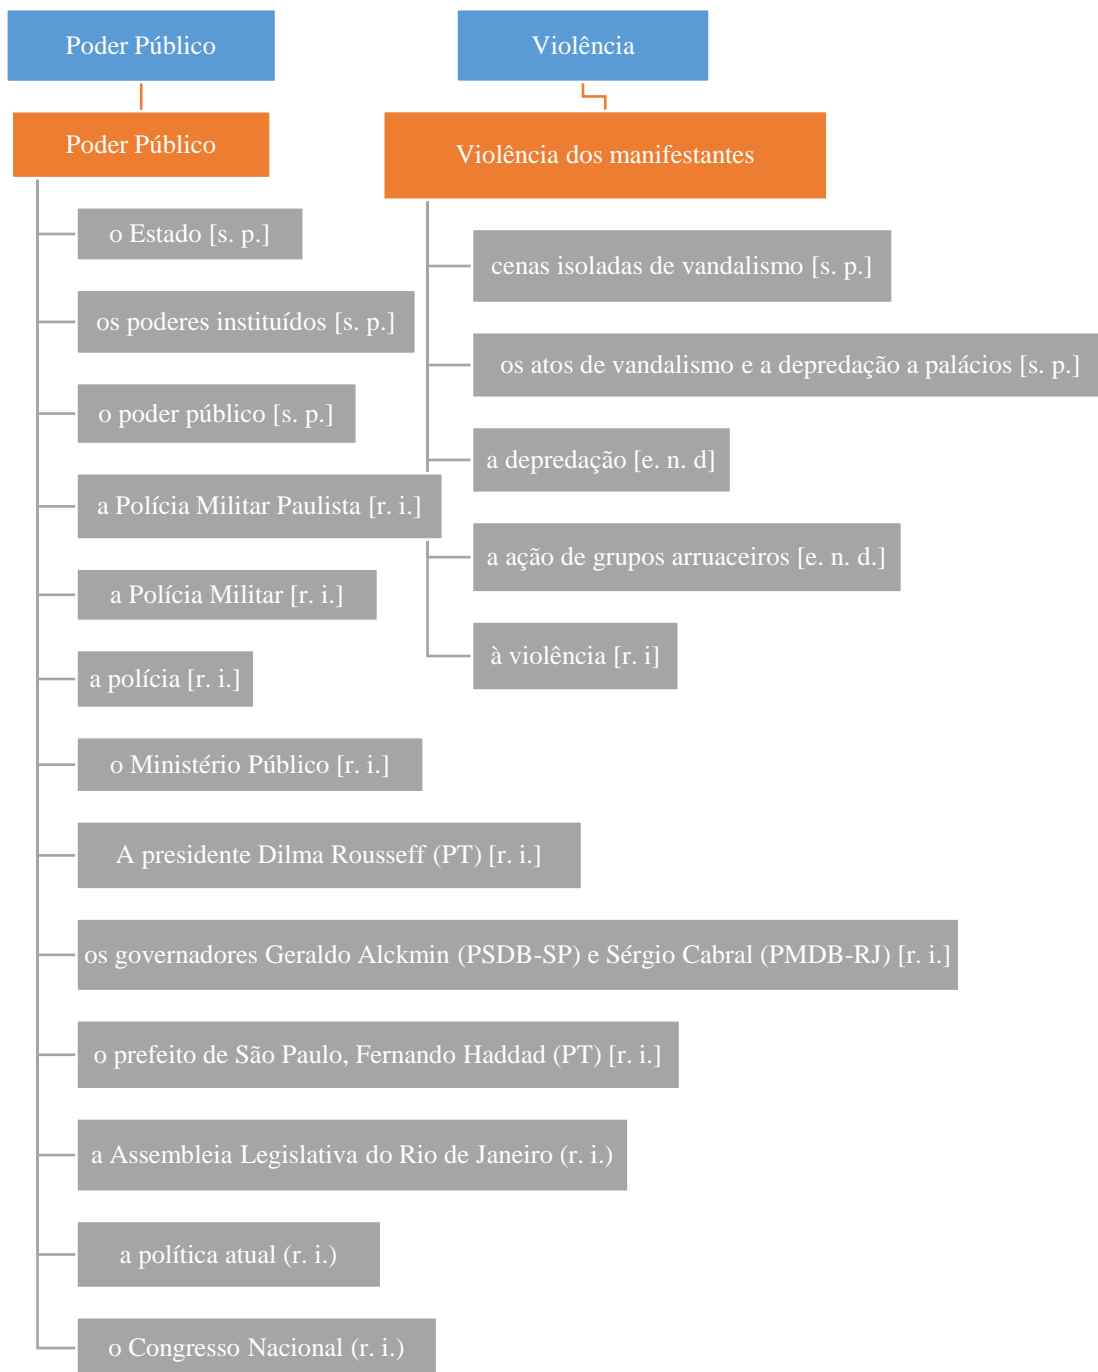 Poder Público
Poder Público
o Estado [s. p.]
os poderes instituídos [s. p.]
o poder público [s. p.]
a Polícia Militar Paulista [r. i.]
a Polícia Militar [r. i.]
a polícia [r. i.]
o Ministério Público [r. i.]
A presidente Dilma Rousseff (PT) [r. i.]
os governadores Geraldo Alckmin (PSDB-SP) e Sérgio Cabral (PMDB-RJ) [r. i.]
o prefeito de São Paulo, Fernando Haddad (PT) [r. i.]
a Assembleia Legislativa do Rio de Janeiro (r. i.)
a política atual (r. i.)
o Congresso Nacional (r. i.)
Violência
Violência dos manifestantes
cenas isoladas de vandalismo [s. p.]
os atos de vandalismo e a depredação a palácios [s. p.]
a depredação [e. n. d]
a ação de grupos arruaceiros [e. n. d.]
à violência [r. i]